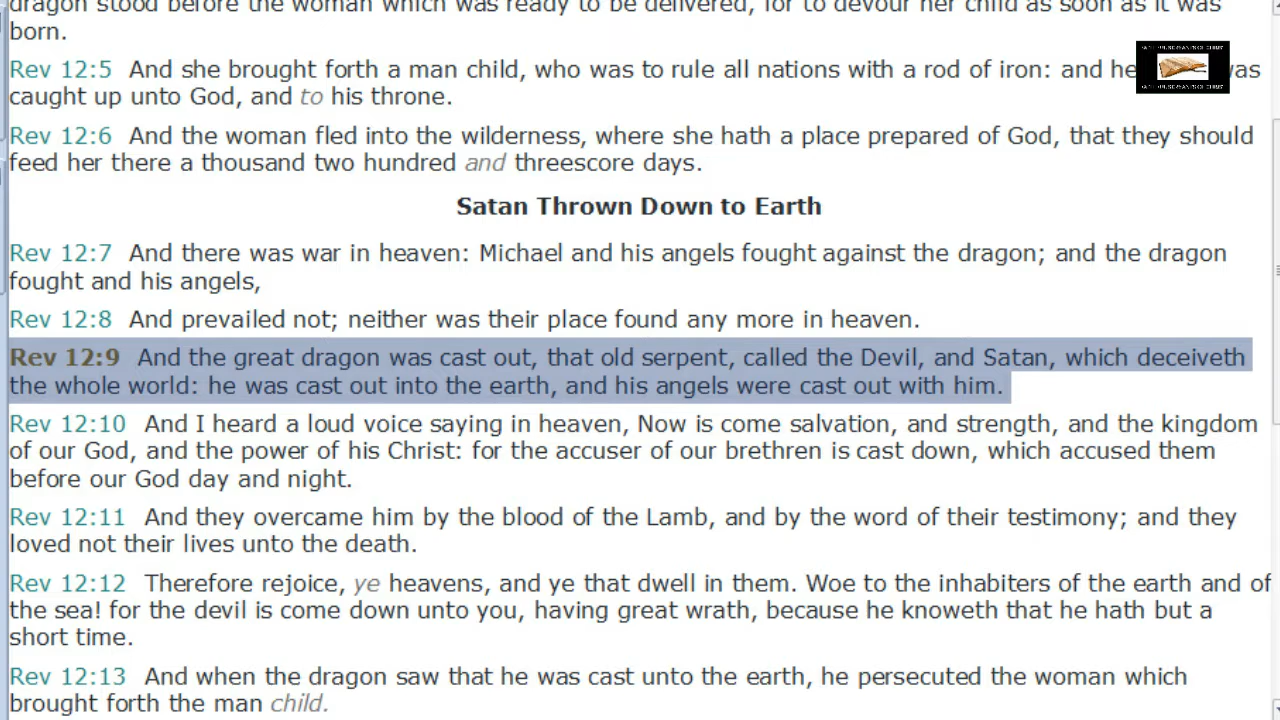 dragon stood before the woman which was ready to be delivered, for to devour her child as soon as it was
born.
Rev 12:5 And she brought forth a man child, who was to rule all nations with a rod of iron: and he was
caught up unto God, and to his throne.
Rev 12:6 And the woman fled into the wilderness, where she hath a place prepared of God, that they should
feed her there a thousand two hundred and threescore days.
Satan Thrown Down to Earth
Rev 12:7 And there was war in heaven: Michael and his angels fought against the dragon; and the dragon
fought and his angels,
Rev 12:8 And prevailed not; neither was their place found any more in heaven.
Rev 12:9 And the great dragon was cast out, that old serpent, called the Devil, and Satan, which deceiveth
the whole world: he was cast out into the earth, and his angels were cast out with him.
Rev 12:10 And I heard a loud voice saying in heaven, Now is come salvation, and strength, and the kingdom
of our God, and the power of his Christ: for the accuser of our brethren is cast down, which accused them
before our God day and night.
Rev 12:11 And they overcame him by the blood of the Lamb, and by the word of their testimony; and they
loved not their lives unto the death.
Rev 12:12 Therefore rejoice, ye heavens, and ye that dwell in them. Woe to the inhabiters of the earth and of
the sea! for the devil is come down unto you, having great wrath, because he knoweth that he hath but a
short time.
Rev 12:13 And when the dragon saw that he was cast unto the earth, he persecuted the woman which
brought forth the man child.